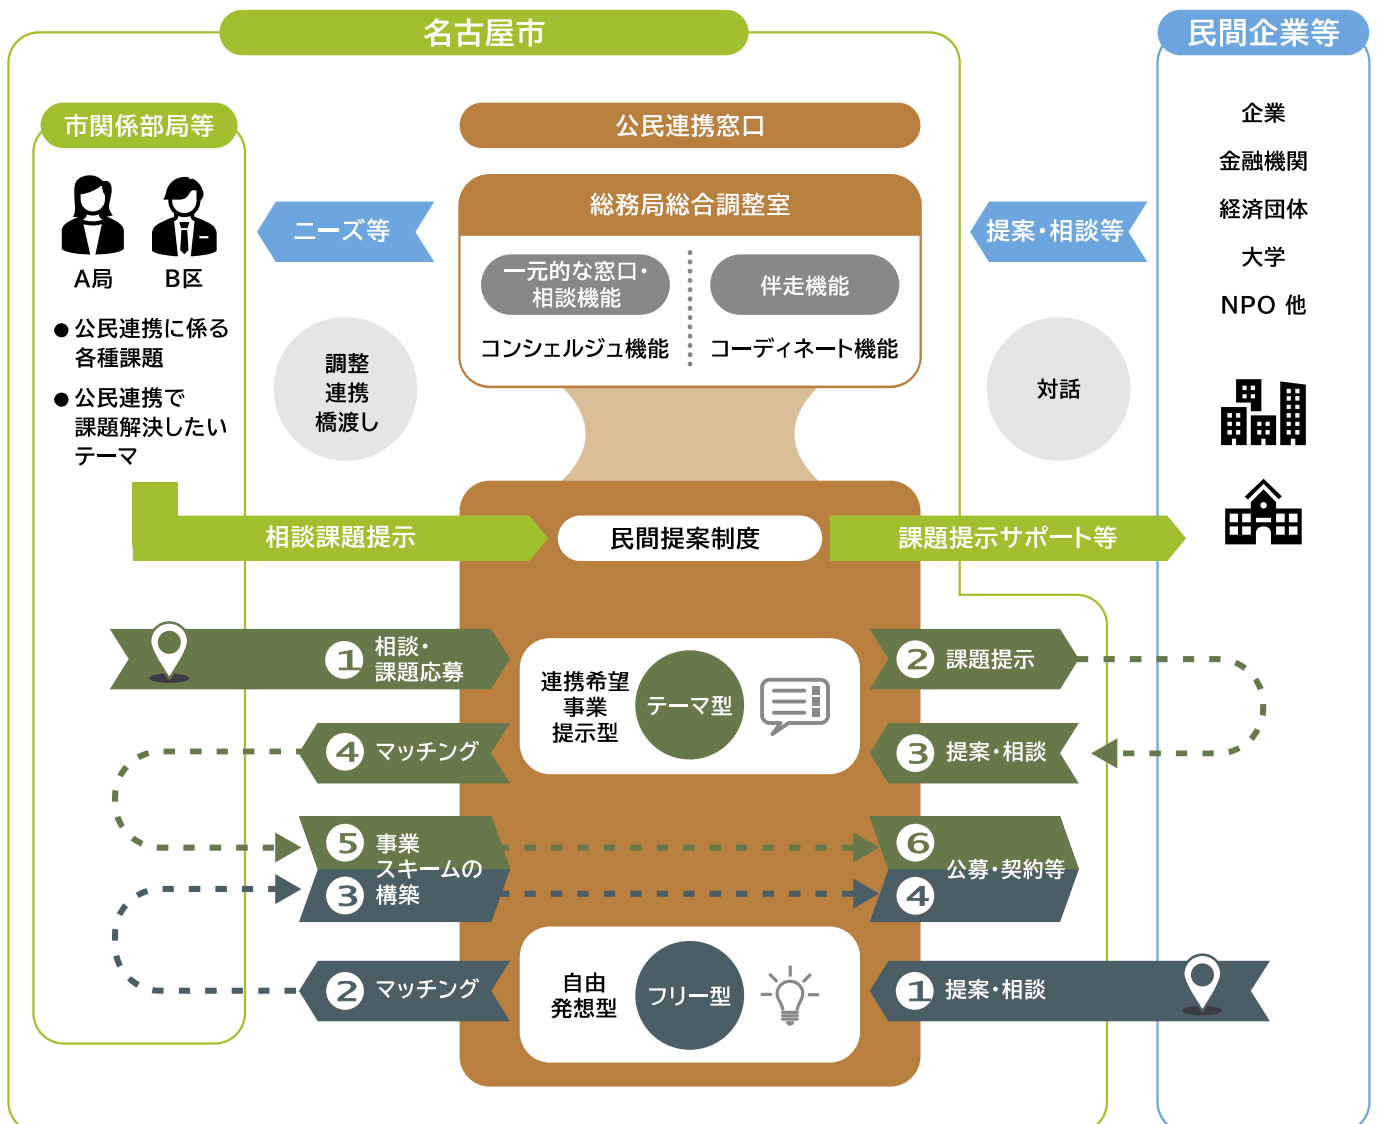 名古屋市
民間企業等
市関係部局等
A局
B区
● 公民連携に係る
各種課題
● 公民連携で
課題解決したい
テーマ
ニーズ等
調整
連携
橋渡し
公民連携窓口
総務局総合調整室
一元的な窓口・
相談機能
コンシェルジュ機能
伴走機能
コーディネート機能
提案・相談等
対話
企業
金融機関
経済団体
大学
NPO 他
相談課題提示
民間提案制度
課題提示サポート等
1 相談・
課題応募
連携希望
事業
提示型
テーマ型
2 課題提示
4 マッチング
3 提案・相談
5 事業
スキームの
3 構築
6
公募・契約等
4
2 マッチング
自由
発想型
フリー型
1 提案・相談